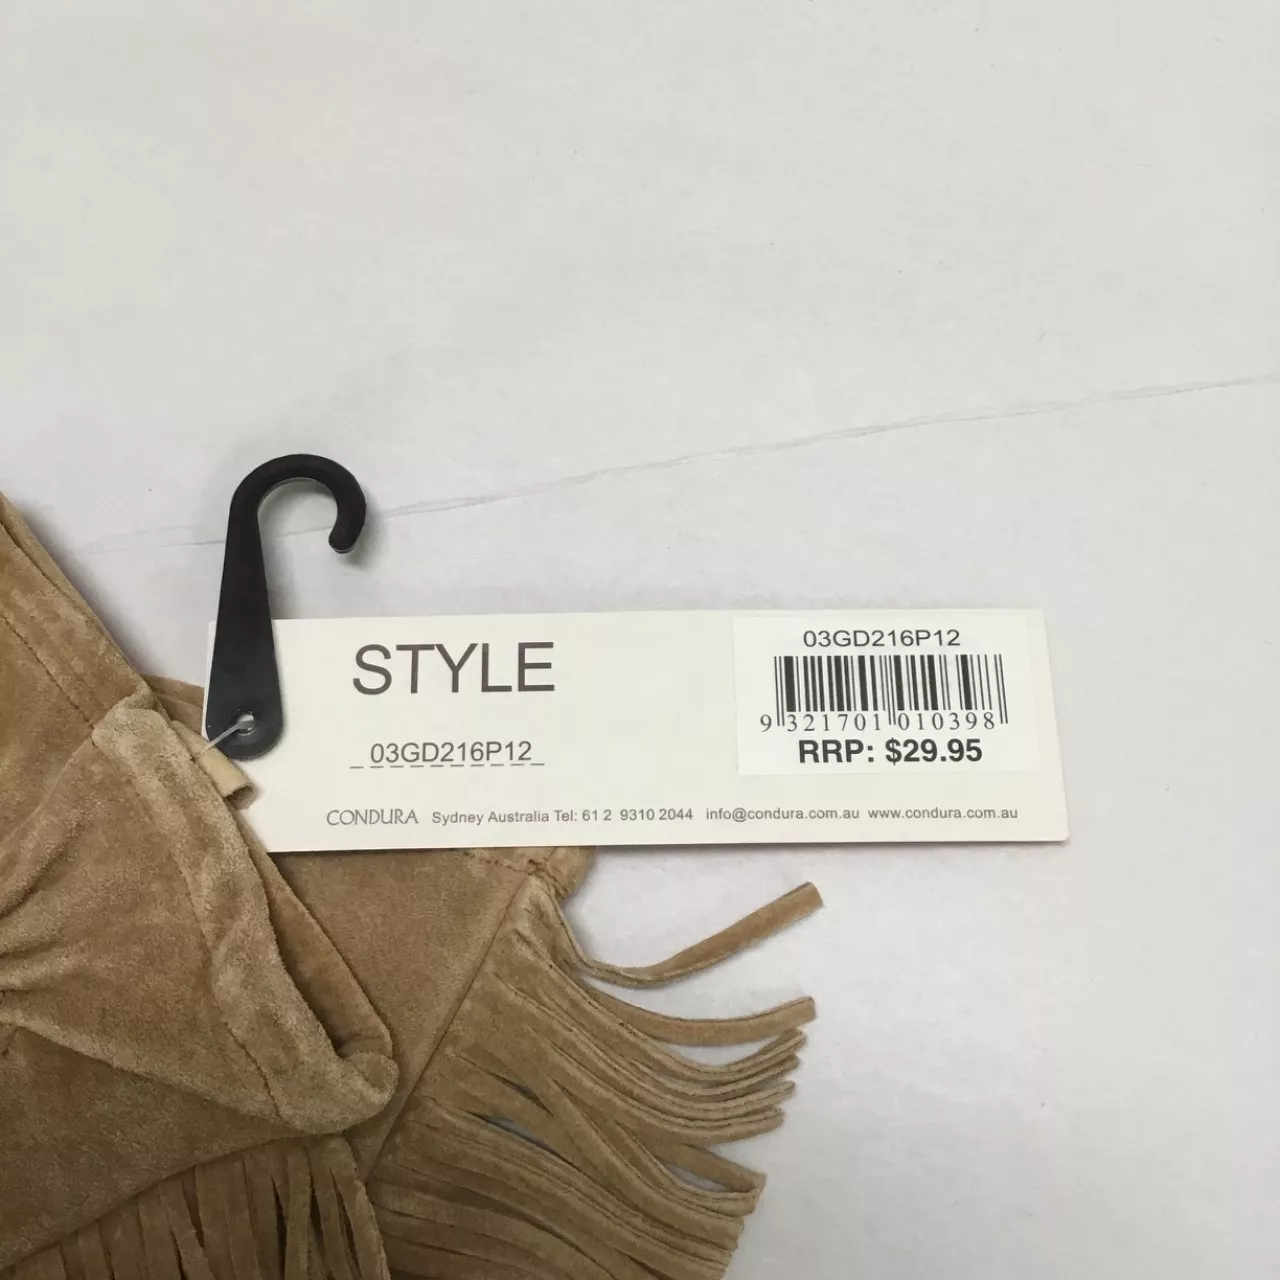 STYLE
03GD216P12
CONDURA Sydney Australia Tel: 61 2 9310 2044 info@condura.com.au www.condura.com.au
03GD216P12
9 321701 010398
RRP: $29.95